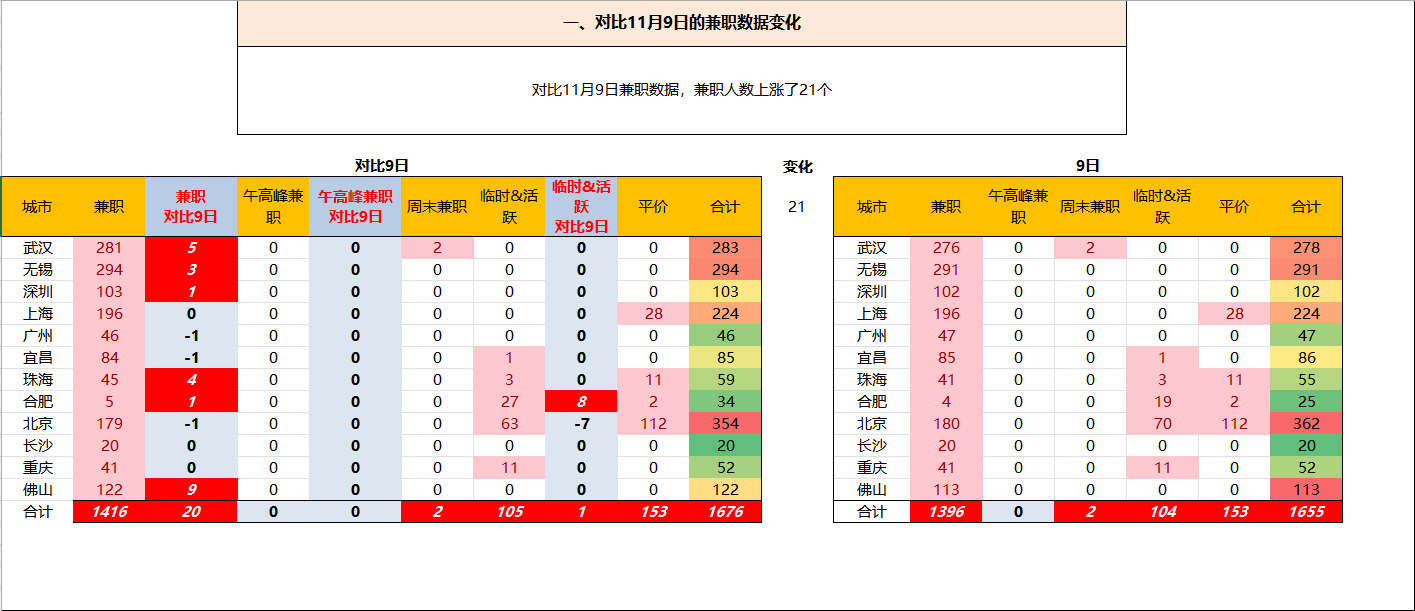 一、对比11月9日的兼职数据变化
对比11月9日兼职数据，兼职人数上涨了21个
对比9日 变化 9日
城市 兼职 兼职 对比9日 午高峰兼职 午高峰兼职 对比9日 周末兼职 临时&活跃 临时&活跃 对比9日 平价 合计 21 城市 兼职 午高峰兼职 周末兼职 临时&活跃 平价 合计
武汉 281 5 0 0 2 0 0 0 283 武汉 276 0 2 0 0 278
无锡 294 3 0 0 0 0 0 0 294 无锡 291 0 0 0 0 291
深圳 103 1 0 0 0 0 0 0 103 深圳 102 0 0 0 0 102
上海 196 0 0 0 0 0 0 28 224 上海 196 0 0 0 28 224
广州 46 -1 0 0 0 0 0 0 46 广州 47 0 0 0 0 47
宜昌 84 -1 0 0 0 1 0 0 85 宜昌 85 0 0 1 0 86
珠海 45 4 0 0 0 3 0 11 59 珠海 41 0 0 3 11 55
合肥 5 1 0 0 0 27 8 2 34 合肥 4 0 0 19 2 25
北京 179 -1 0 0 0 63 -7 112 354 北京 180 0 0 70 112 362
长沙 20 0 0 0 0 0 0 0 20 长沙 20 0 0 0 0 20
重庆 41 0 0 0 0 11 0 0 52 重庆 41 0 0 11 0 52
佛山 122 9 0 0 0 0 0 0 122 佛山 113 0 0 0 0 113
合计 1416 20 0 0 2 105 1 153 1676 合计 1396 0 2 104 153 1655